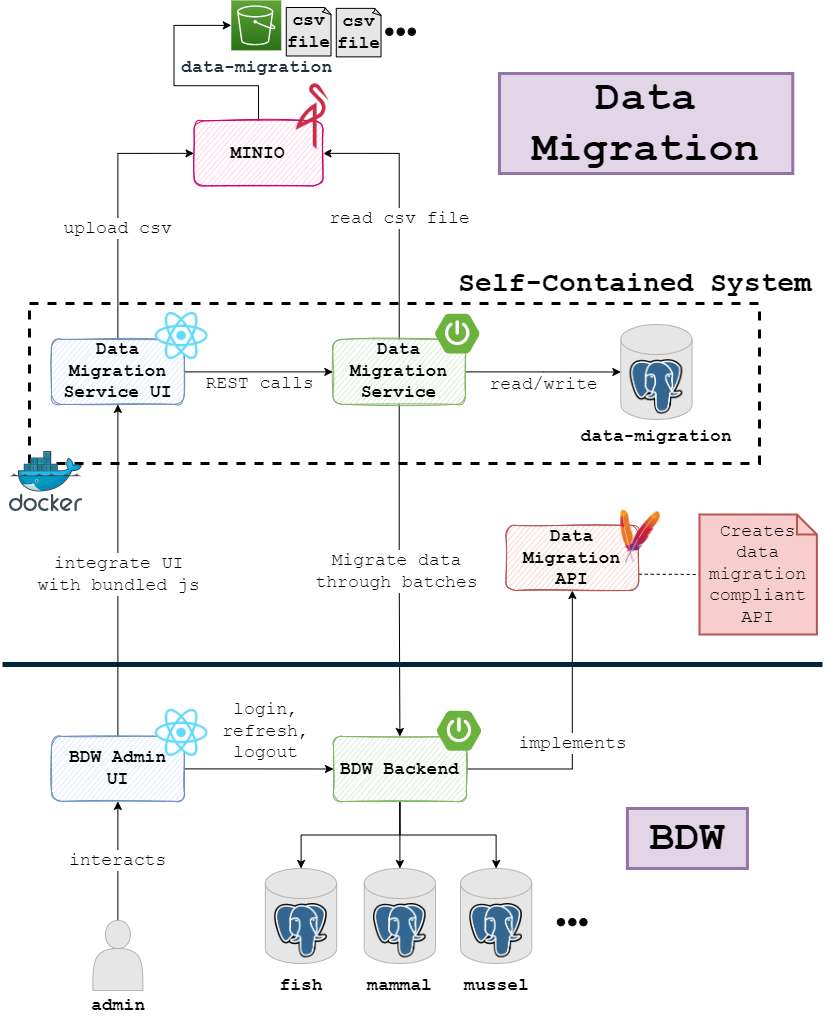 csv
file
csv
file
data-migration
Data
Migration
MINIO
upload csv
read csv file
Self-Contained System
Data
Migration
Service UI
REST calls
Data
Migration
Service
read/write
data-migration
docker
integrate UI
with bundled js
Migrate data
through batches
Data
Migration
API
Creates
data
migration
compliant
API
login,
refresh,
logout
implements
BDW Admin
UI
BDW Backend
BDW
interacts
admin
fish
mammal
mussel